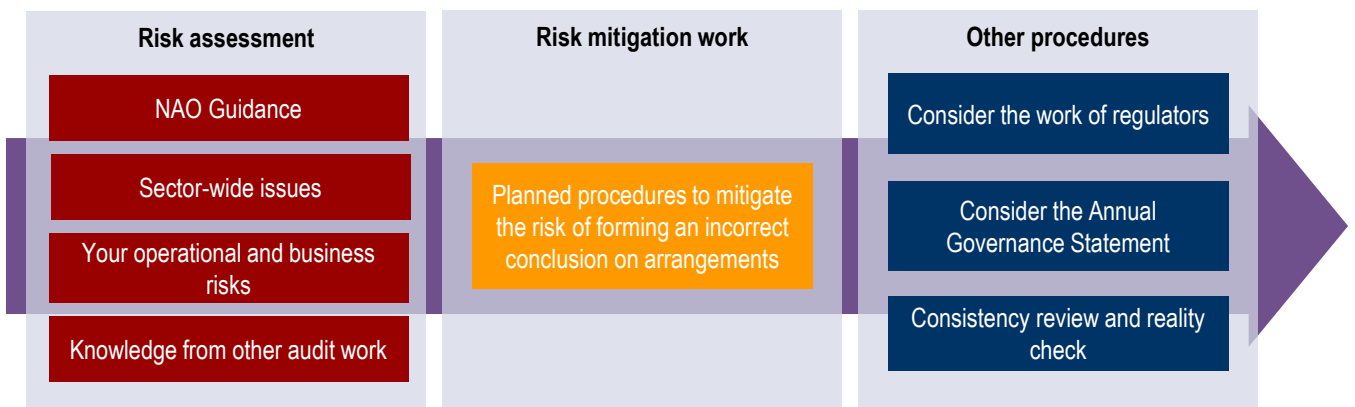 Risk assessment
NAO Guidance
Sector-wide issues
Your operational and business
risks
Knowledge from other audit work
Risk mitigation work
Planned procedures to mitigate
the risk of forming an incorrect
conclusion on arrangements
Other procedures
Consider the work of regulators
Consider the Annual
Governance Statement
Consistency review and reality
check